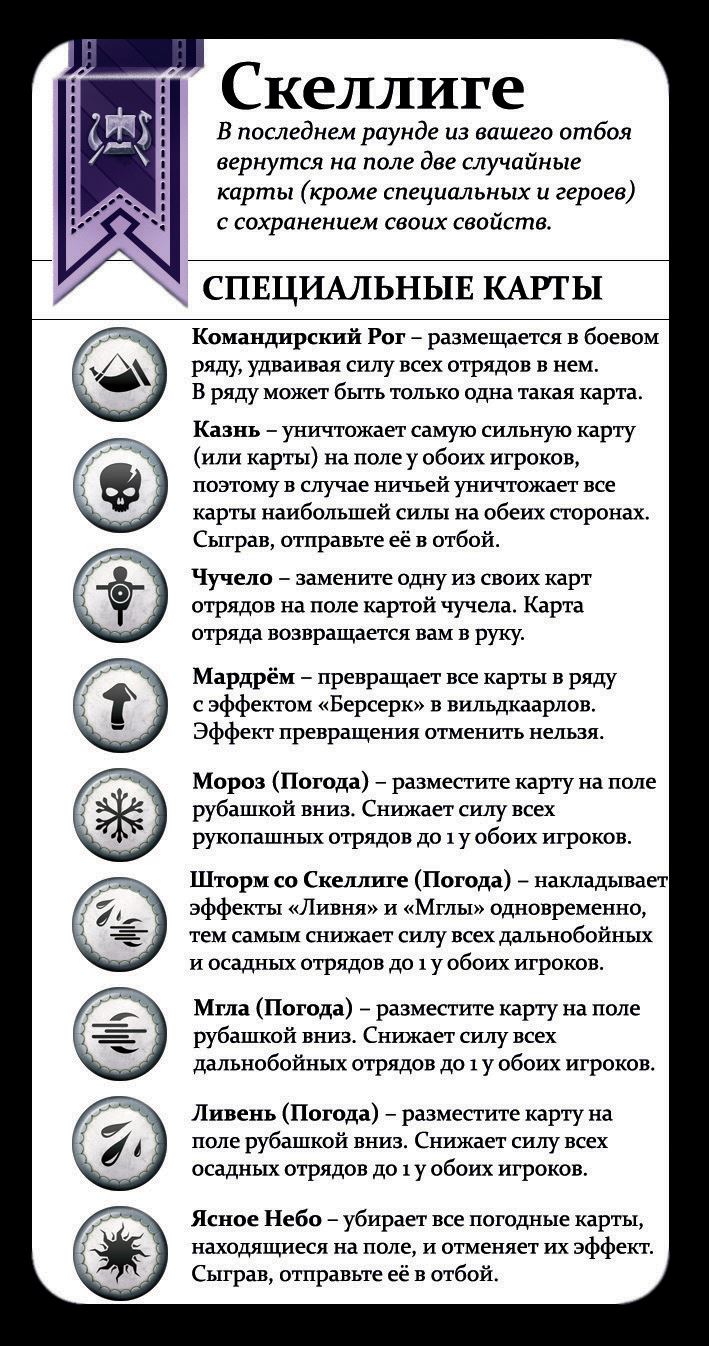 Скеллиге
В последнем раунде из вашего отбоя
вернутся на поле две случайные
карты (кроме специальных и героев)
с сохранением своих свойств.
СПЕЦИАЛЬНЫЕ КАРТЫ
Командирский Рог – размещается в боевом
ряду, удваивая силу всех отрядов в нем.
В ряду может быть только одна такая карта.
Казнь – уничтожает самую сильную карту
(или карты) на поле у обоих игроков,
поэтому в случае ничьей уничтожает все
карты наибольшей силы на обеих сторонах.
Сыграв, отправьте её в отбой.
Чучело – замените одну из своих карт
отрядов на поле картой чучела. Карта
отряда возвращается вам в руку.
Мардрём – превращает все карты в ряду
с эффектом «Берсерк» в вильдкаарлов.
Эффект превращения отменить нельзя.
Мороз (Погода) – разместите карту на поле
рубашкой вниз. Снижает силу всех
рукопашных отрядов до 1 у обоих игроков.
Шторм со Скеллиге (Погода) – накладывает
эффекты «Ливня» и «Мглы» одновременно,
тем самым снижает силу всех дальнобойных
и осадных отрядов до 1 у обоих игроков.
Мгла (Погода) – разместите карту на поле
рубашкой вниз. Снижает силу всех
дальнобойных отрядов до 1 у обоих игроков.
Ливень (Погода) – разместите карту на
поле рубашкой вниз. Снижает силу всех
осадных отрядов до 1 у обоих игроков.
Ясное Небо – убирает все погодные карты,
находящиеся на поле, и отменяет их эффект.
Сыграв, отправьте её в отбой.